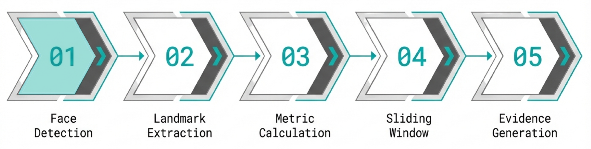 01
02
03
04
05
Face
Detection
Landmark
Extraction
Metric
Calculation
Sliding
Window
Evidence
Generation